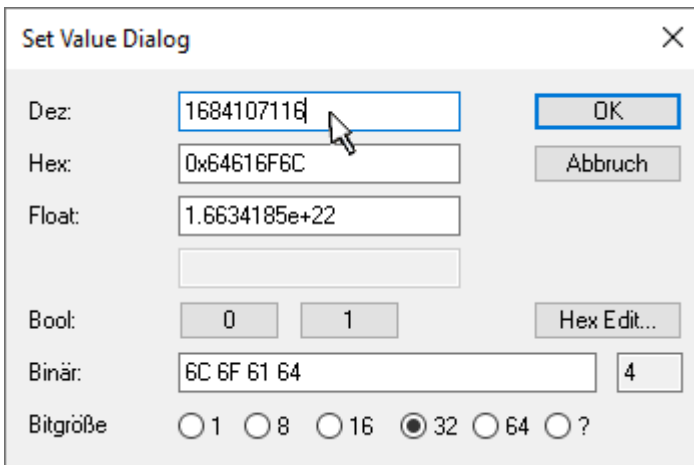 Set Value Dialog
Dez: 1684107116 OK
Hex: 0x64616F6C Abbruch
Float: 1.6634185e+22
Bool: 0 1 Hex Edit...
Binär: 6C 6F 61 64 4
Bitgröße 1 8 16 32 64 ?